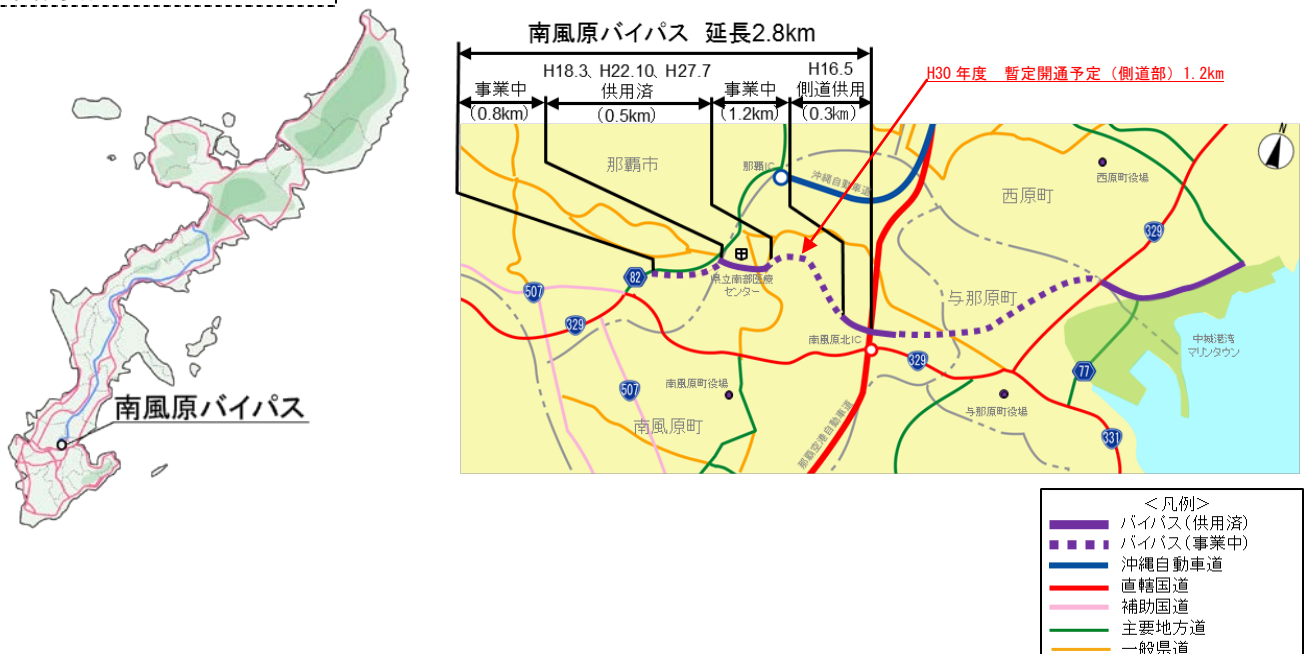 南風原バイパス
南風原バイパス 延長2.8km
事業中
(0.8km)
H18.3、H22.10、H27.7
供用済
(0.5km)
事業中
(1.2km)
H16.5
側道供用
(0.3km)
H30年度 暫定開通予定（側道部）1.2km
N
那覇市
那覇IC
沖縄自動車道
西原町
西原町役場
329
82
県立南部医療
センター
507
329
与那原町
南風原北IC
329
中城港湾
マリンタウン
77
南風原町役場
507
南風原町
那覇空港自動車道
与那原町役場
331
＜凡例＞
バイパス(供用済)
バイパス(事業中)
沖縄自動車道
直轄国道
補助国道
主要地方道
一般県道